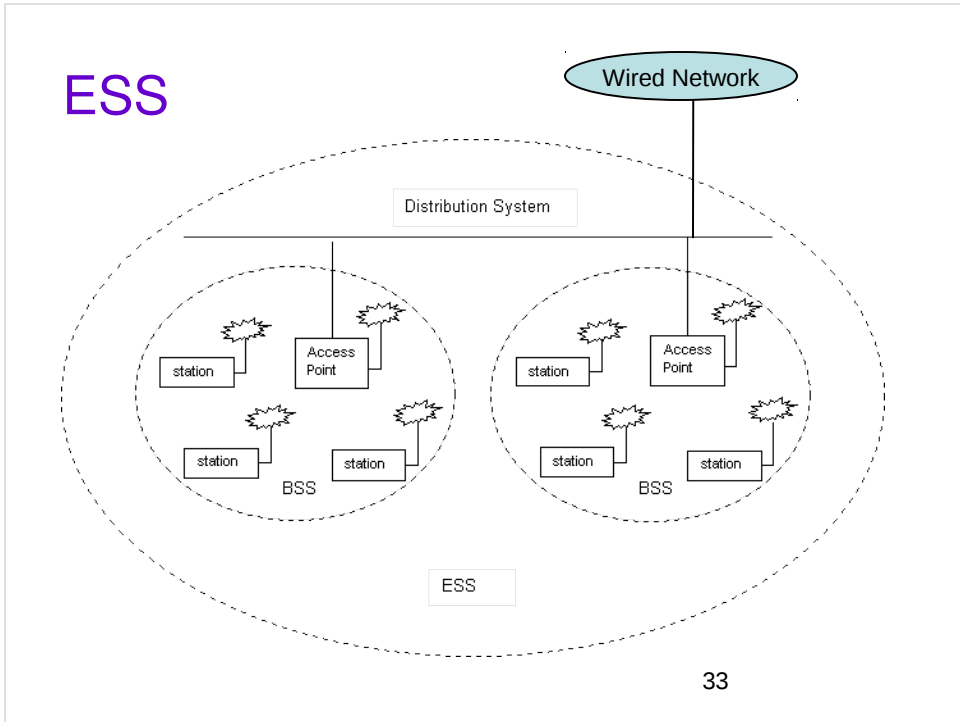 ESS
Wired Network
Distribution System
station
Access
Point
station
station
BSS
station
Access
Point
station
station
BSS
ESS
33